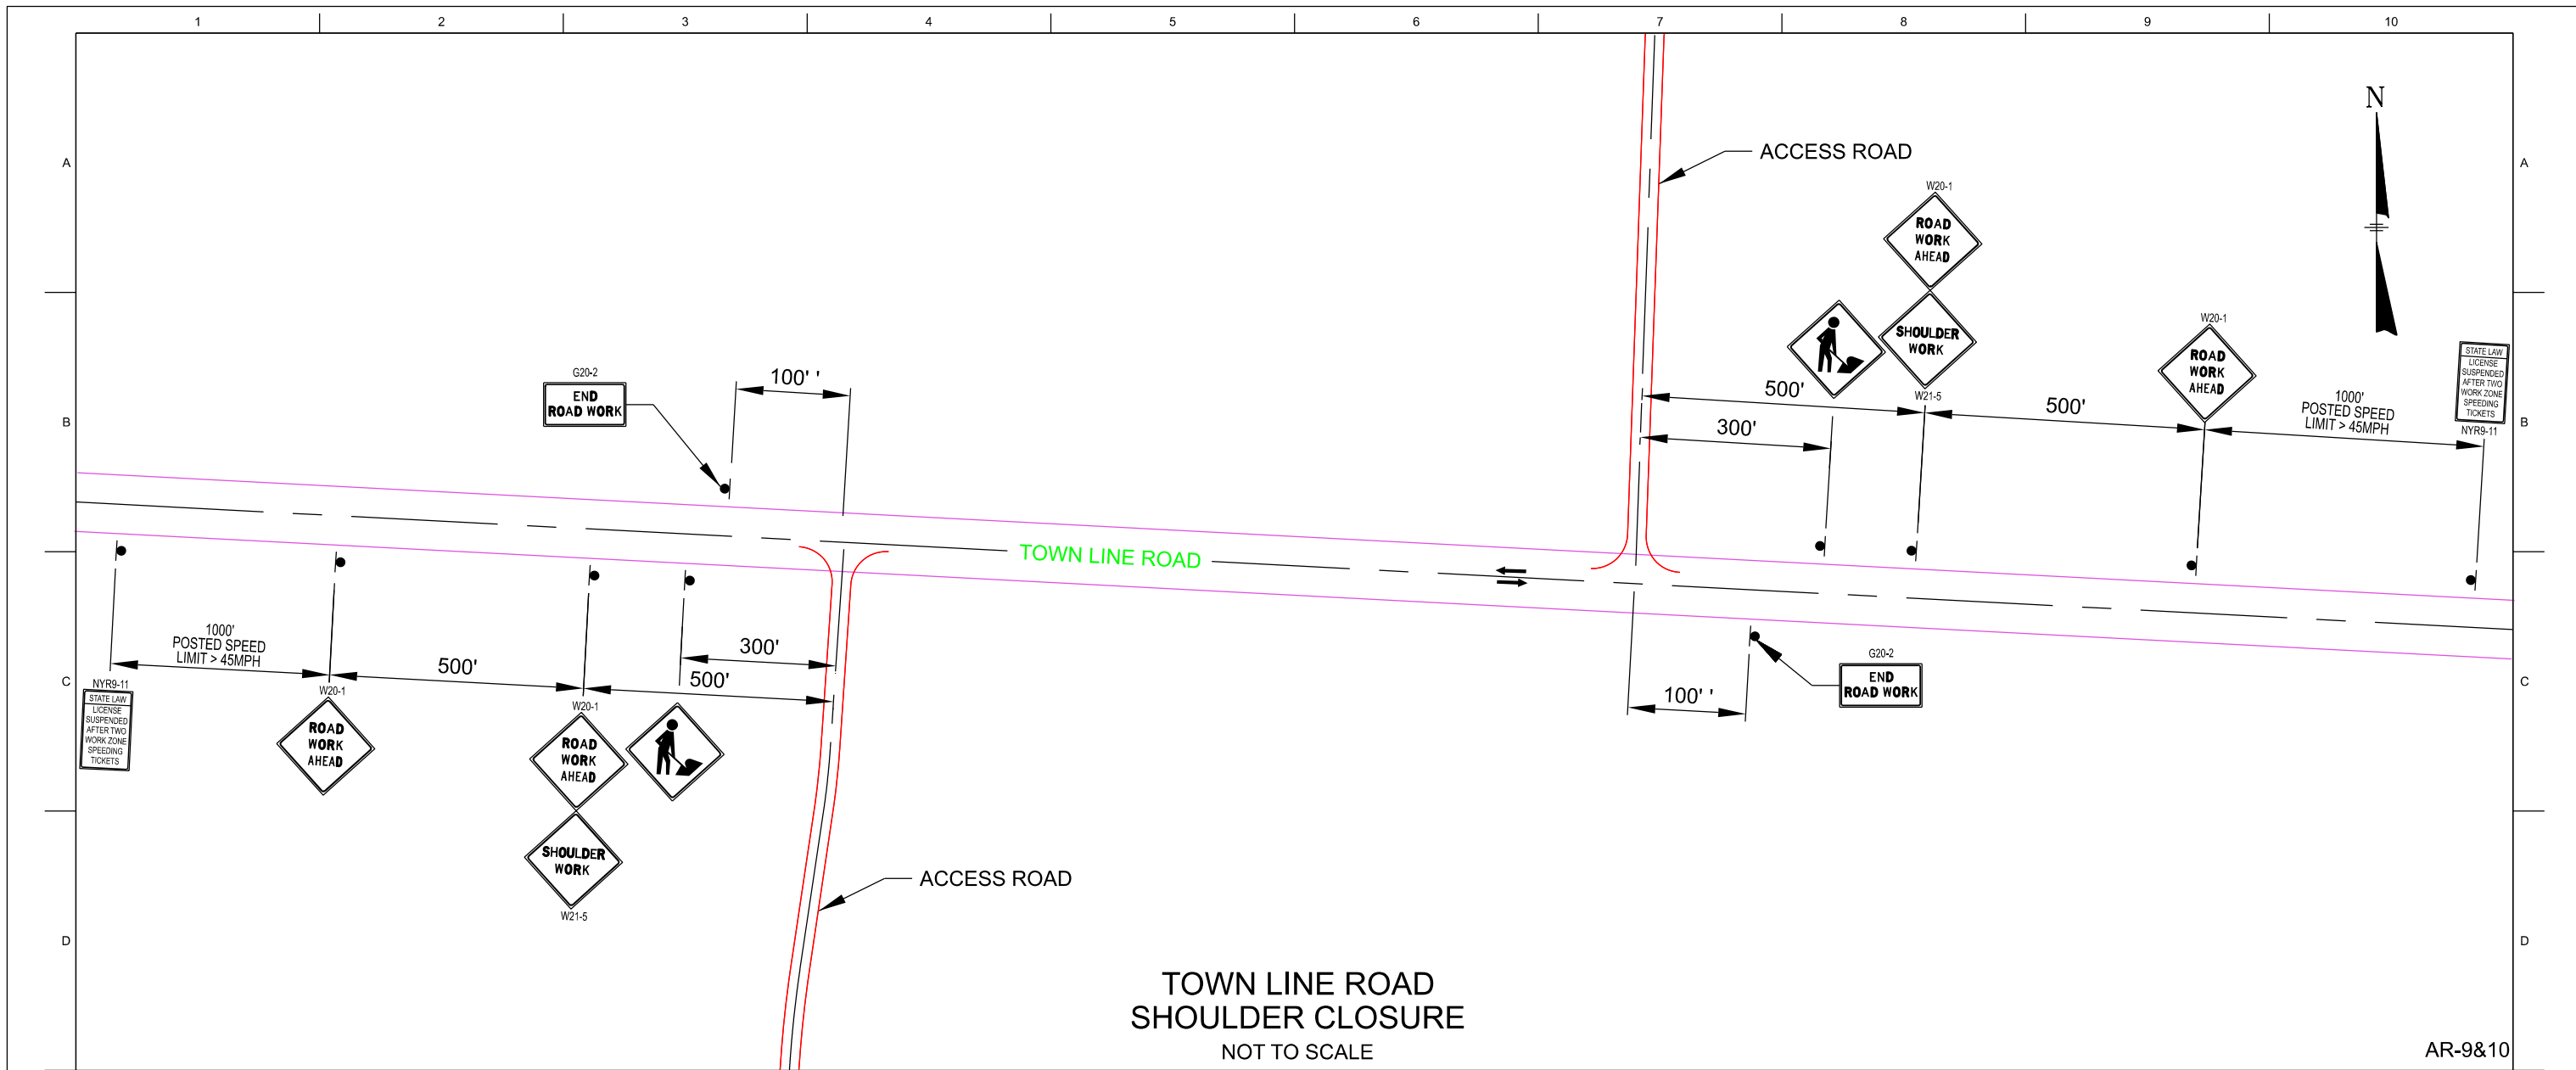 1 2 3 4 5 6 7 8 9 10
N
A
A
ACCESS ROAD
W20-1
ROAD
WORK
AHEAD
SHOULDER
WORK
W21-5
W20-1
ROAD
WORK
AHEAD
STATE LAW
LICENSE
SUSPENDED
AFTER TWO
WORK ZONE
SPEEDING
TICKETS
NYR9-11
G20-2
END
ROAD WORK
100' '
500'
300'
500'
1000'
POSTED SPEED
LIMIT > 45MPH
B
B
TOWN LINE ROAD
1000'
POSTED SPEED
LIMIT > 45MPH
500'
300'
500'
C
C
NYR9-11
STATE LAW
LICENSE
SUSPENDED
AFTER TWO
WORK ZONE
SPEEDING
TICKETS
W20-1
ROAD
WORK
AHEAD
W20-1
ROAD
WORK
AHEAD
SHOULDER
WORK
W21-5
100' '
G20-2
END
ROAD WORK
ACCESS ROAD
D
D
TOWN LINE ROAD
SHOULDER CLOSURE
NOT TO SCALE
AR-9&10